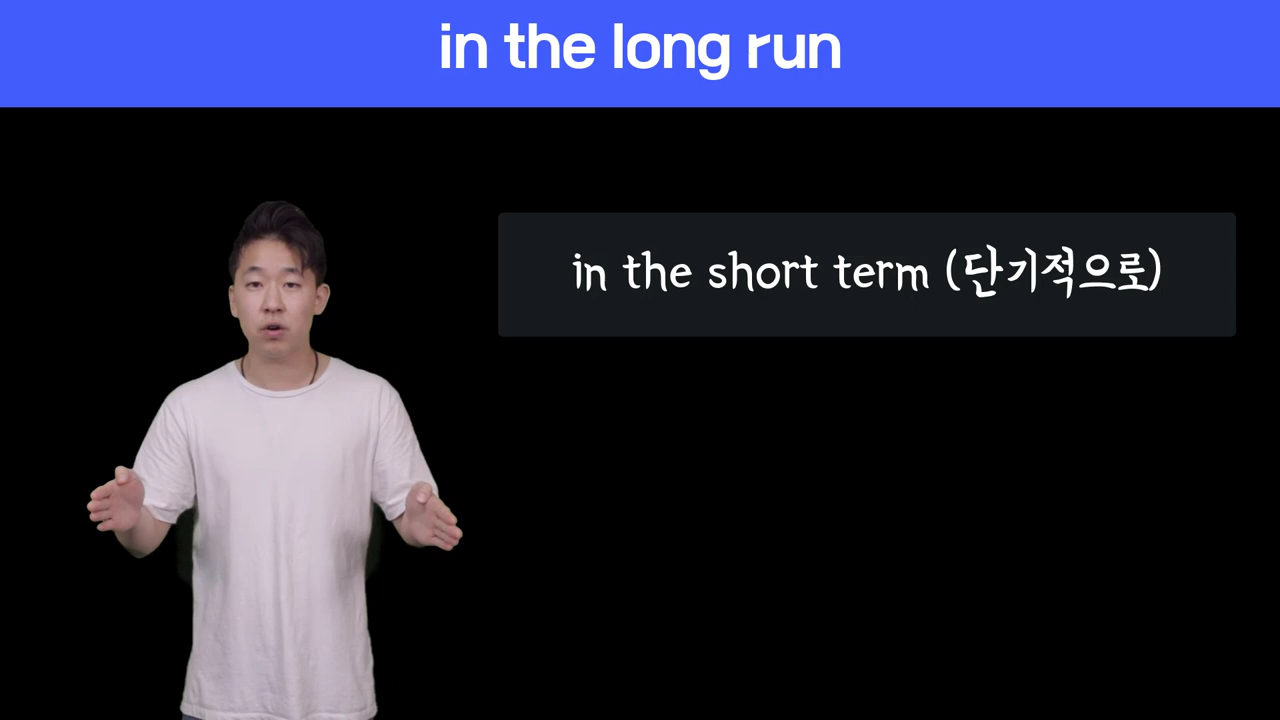 in the long run
in the short term (단기적으로)